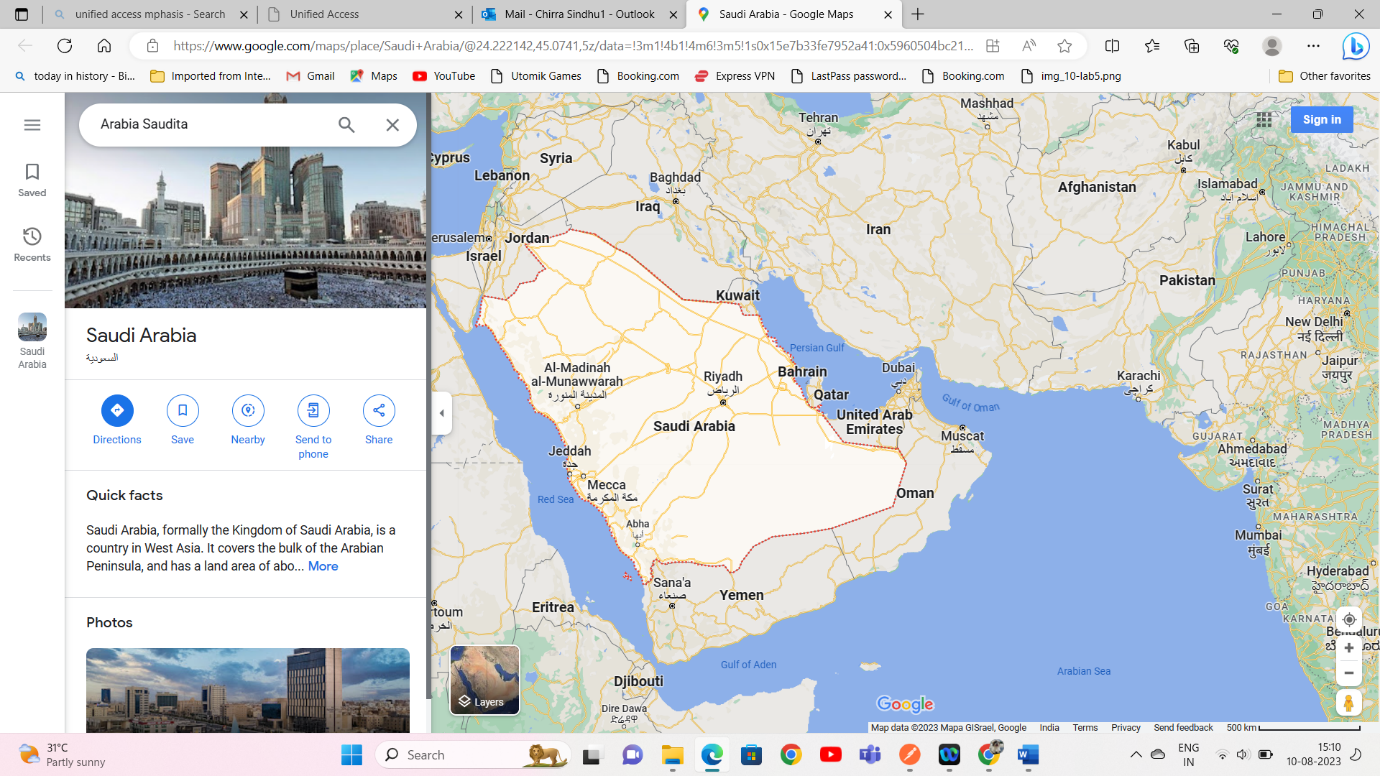 unified access mphasis - Search
Unified Access
Mail - Chirra Sindhu1 - Outlook
Saudi Arabia - Google Maps
https://www.google.com/maps/place/Saudi+Arabia/@24.222142,45.0741,5z/data=!3m1!4b1!4m6!3m5!1s0x15e7b33fe7952a41:0x5960504bc21...
today in history - Bi...
Imported from Inte...
Gmail
Maps
YouTube
Utomik Games
Booking.com
Express VPN
LastPass password...
Booking.com
img_10-lab5.png
Other favorites
Arabia Saudita
Saved
Recents
Saudi
Arabia
Saudi Arabia
السعودية
Directions
Save
Nearby
Send to
phone
Share
Quick facts
Saudi Arabia, formally the Kingdom of Saudi Arabia, is a
country in West Asia. It covers the bulk of the Arabian
Peninsula, and has a land area of abo... More
Photos
Sign in
Mashhad
مشهد
Tehran
تهران
Kabul
کابل
yprus
Syria
Lebanon
Baghdad
بغداد
Iraq
Afghanistan
Islamabad
اسلام آباد
LADAKH
JAMMU AND
KASHMIR
Iran
Lahore
لاہور
HIMACHAL
PRADESH
erusalem
Israel
Jordan
PUNJAB
Pakistan
HARYANA
Kuwait
New Delhi
नई दिल्ली
Persian Gulf
RAJASTHAN
Jaipur
जयपुर
Al-Madinah
al-Munawwarah
المدينة المنورة
Riyadh
الرياض
Bahrain
Dubai
دبي
Karachi
کراچی
Qatar
Gulf of Oman
United Arab
Emirates
Saudi Arabia
Muscat
مسقط
GUJARAT
MADHYA
PRADESH
Ahmedabad
અમદાવાદ
Jeddah
جدة
Mecca
مكة المكرمة
Red Sea
Oman
Surat
સુરત
MAHARASHTRA
Abha
أبها
Mumbai
मुंबई
Hyderabad
హైదరాబాద్
Sana'a
صنعاء
Yemen
Eritrea
rtoum
الخر
GOA
KARNATA
Bengaluru
Gulf of Aden
Arabian Sea
Djibouti
Dire Dawa
ድሬዳዋ
Layers
Google
Map data ©2023 Mapa GISrael, Google
India
Terms
Privacy
Send feedback
500 km
31°C
Partly sunny
Search
ENG
IN
15:10
10-08-2023